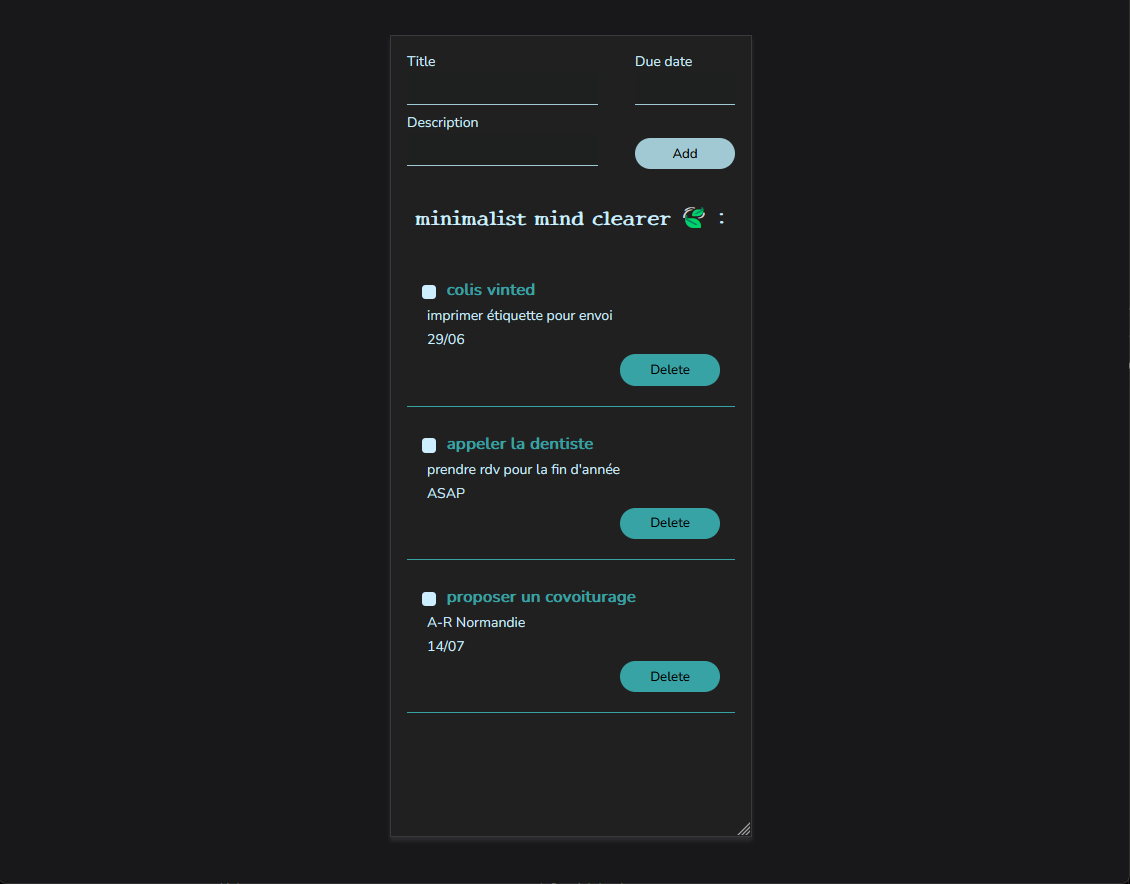 Title
Due date
Description
Add
minimalist mind clearer 🍃 :
colis vinted
imprimer étiquette pour envoi
29/06
Delete
appeler la dentiste
prendre rdv pour la fin d'année
ASAP
Delete
proposer un covoiturage
A-R Normandie
14/07
Delete